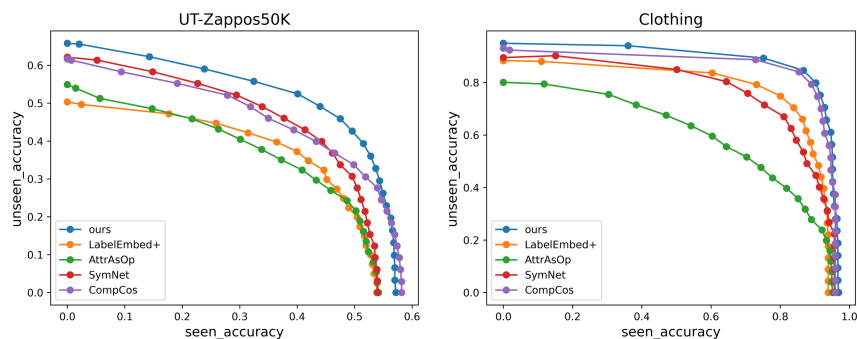 UT-Zappos50K
unseen_accuracy
0.6
0.5
0.4
0.3
0.2
0.1
0.0
ours
LabelEmbed+
AttrAsOp
SymNet
CompCos
0.0 0.1 0.2 0.3 0.4 0.5 0.6
seen_accuracy
Clothing
unseen_accuracy
0.8
0.6
0.4
0.2
0.0
ours
LabelEmbed+
AttrAsOp
SymNet
CompCos
0.0 0.2 0.4 0.6 0.8 1.0
seen_accuracy